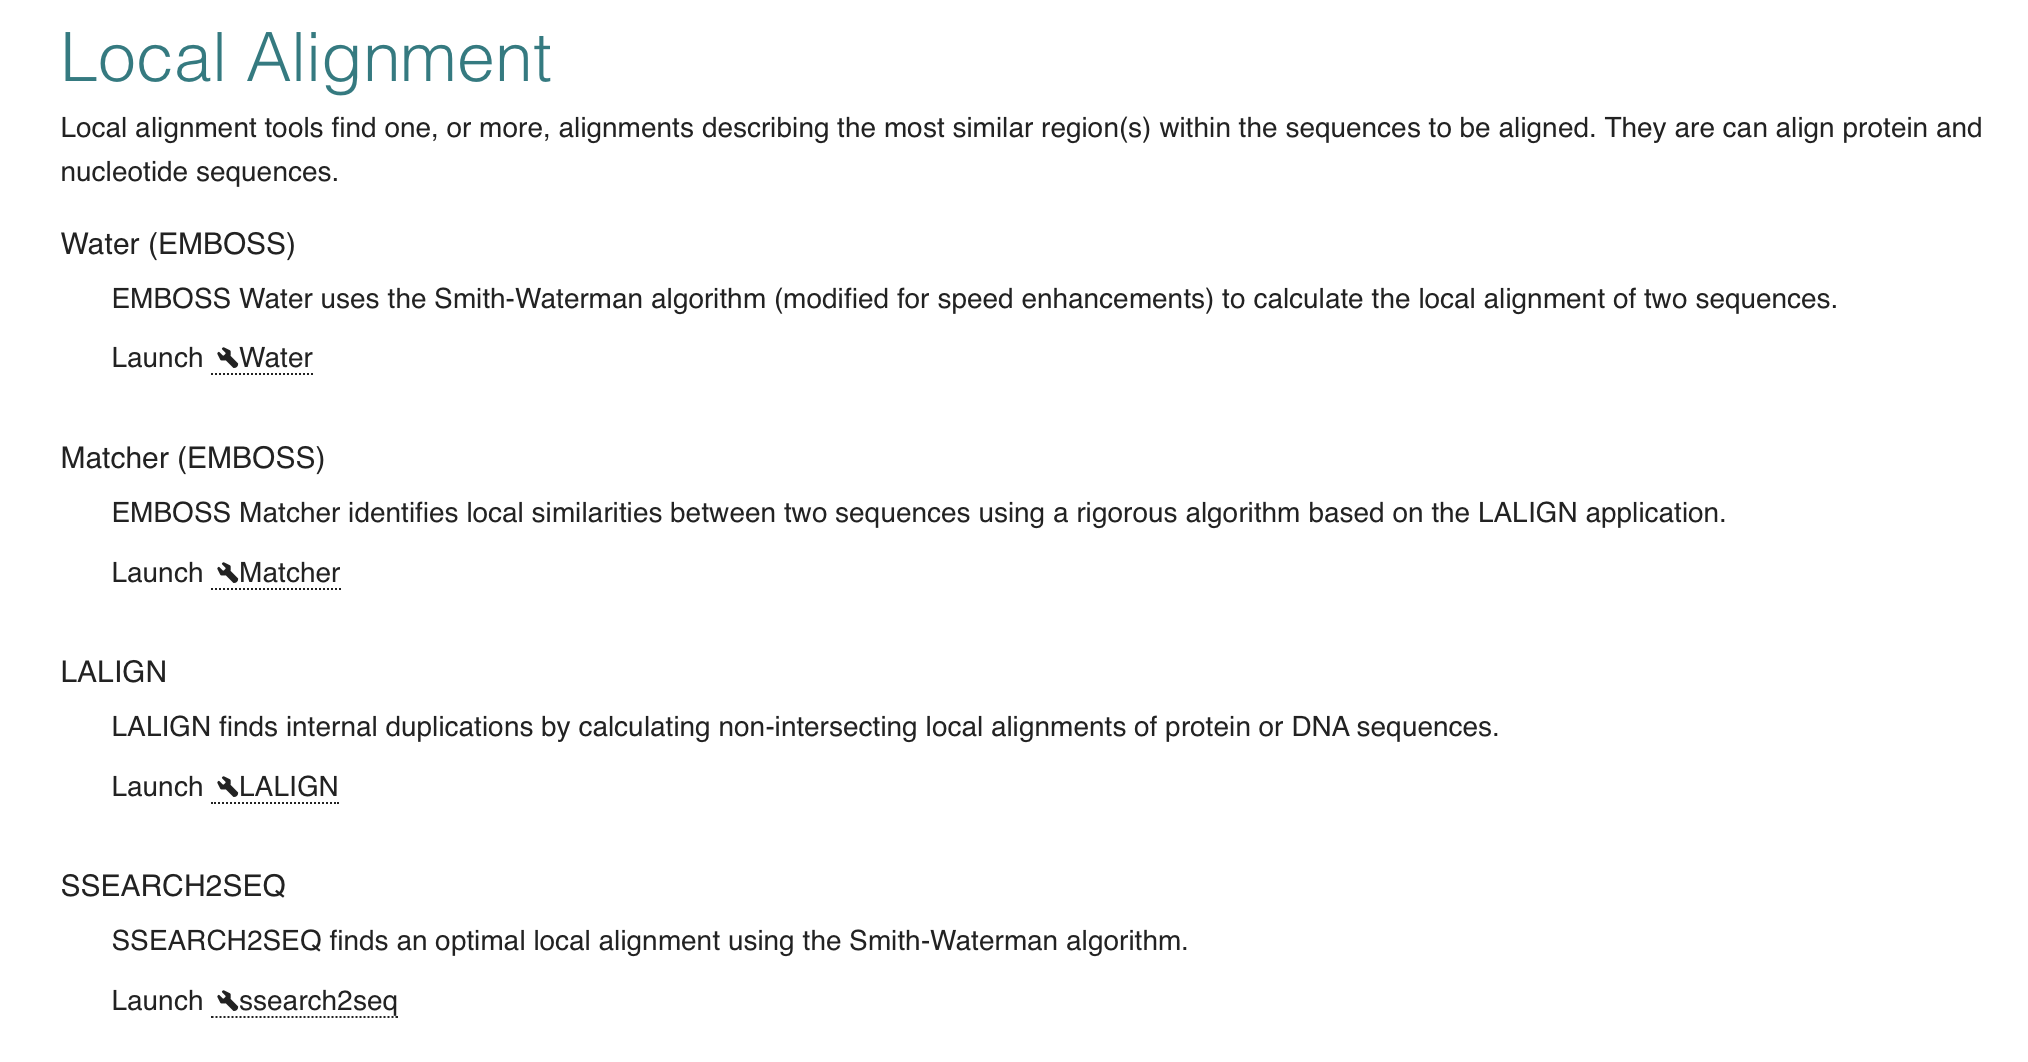 Local Alignment
Local alignment tools find one, or more, alignments describing the most similar region(s) within the sequences to be aligned. They are can align protein and
nucleotide sequences.
Water (EMBOSS)
EMBOSS Water uses the Smith-Waterman algorithm (modified for speed enhancements) to calculate the local alignment of two sequences.
Launch Water
Matcher (EMBOSS)
EMBOSS Matcher identifies local similarities between two sequences using a rigorous algorithm based on the LALIGN application.
Launch Matcher
LALIGN
LALIGN finds internal duplications by calculating non-intersecting local alignments of protein or DNA sequences.
Launch LALIGN
SSEARCH2SEQ
SSEARCH2SEQ finds an optimal local alignment using the Smith-Waterman algorithm.
Launch ssearch2seq